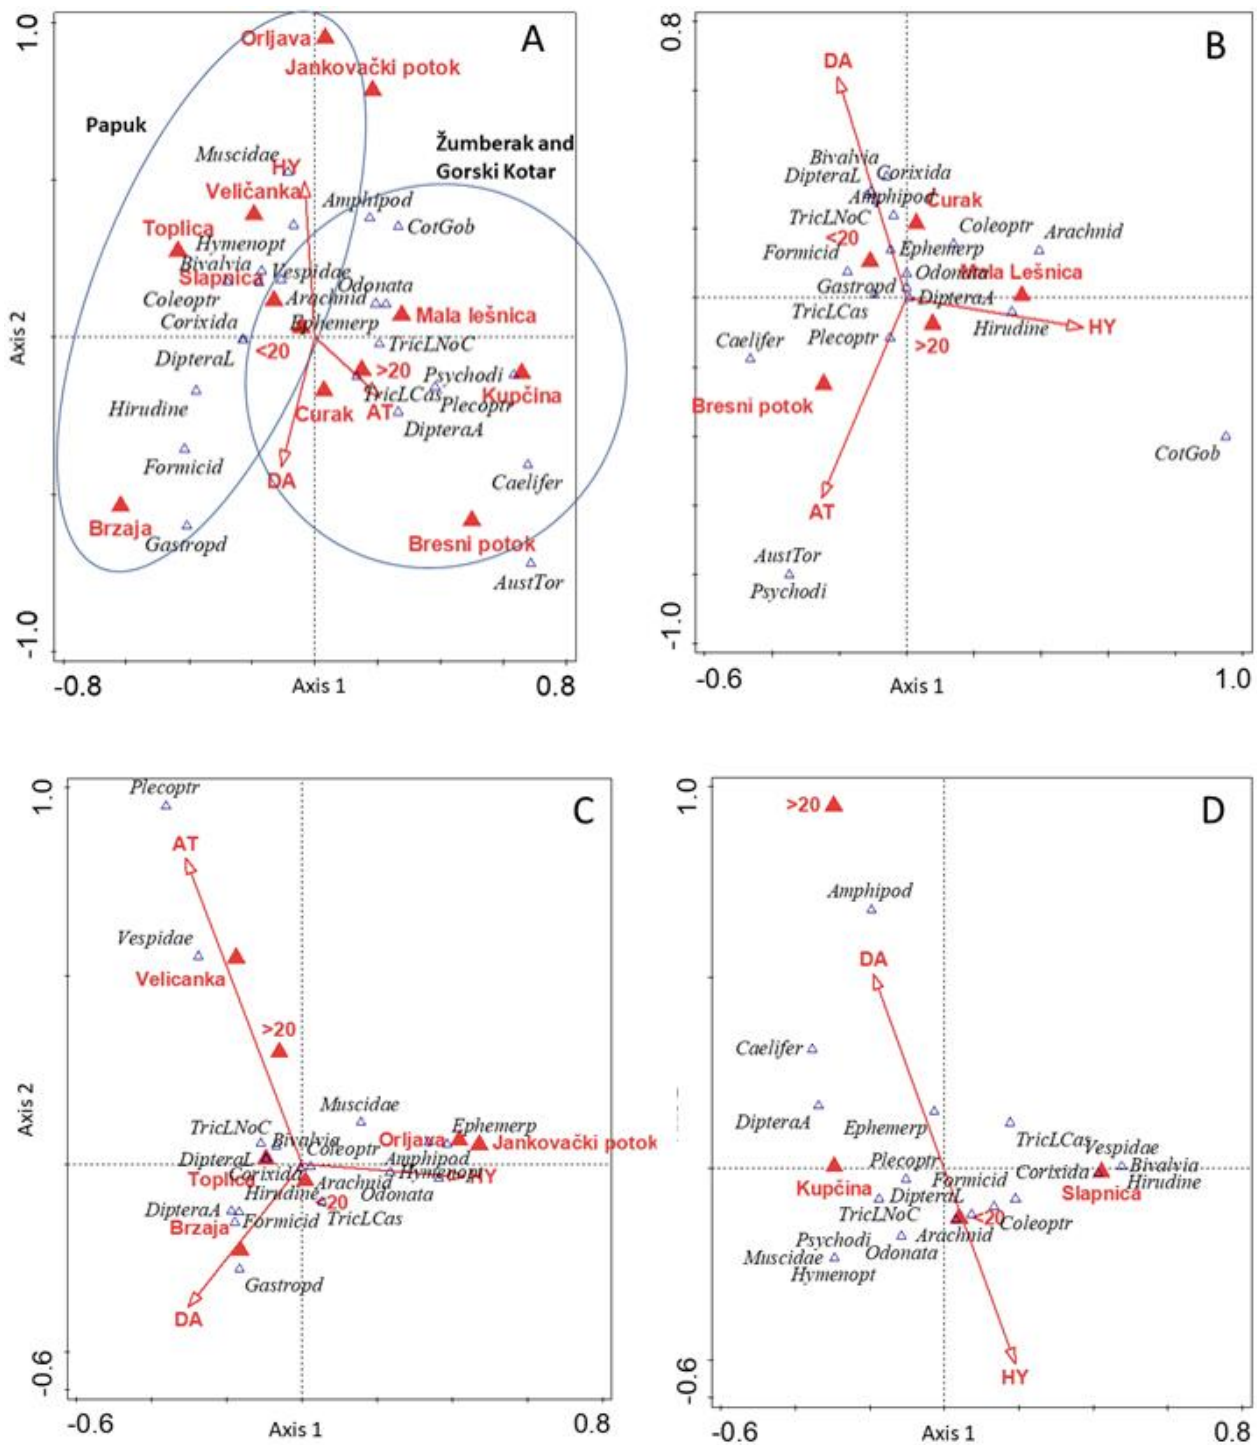 A
1.0
Orljava
Jankovački potok
Papuk
Žumberak and
Gorski Kotar
Muscidae
HY
Veličanka
Amphipod
CotGob
Toplica
Hymenopt
Bivalvia
Vespidae
Slapnica
Odonata
Coleoptr
Arachnid
Mala lešnica
Corixida
Ephemerp
Axis 2
<20
TricLNoC
DipteraL
>20
Psychodi
TricLCas
Kupčina
Hirudine
Curak
AT
Plecoptr
DipteraA
Formicid
DA
Caelifer
Brzaja
Gastropd
Bresni potok
AustTor
-1.0
-0.8
Axis 1
0.8
B
0.8
DA
Bivalvia
Corixida
DipteraL
Amphipod
Curak
TricLNoC
Coleoptr
Arachnid
<20
Formicid
Ephemerp
Odonata
Mala Lešnica
Gastropd
DipteraA
TricLCas
Hirudine
HY
Caelifer
Plecoptr
>20
Bresni potok
CotGob
AT
AustTor
Psychodi
-1.0
-0.6
Axis 1
1.0
C
1.0
Plecoptr
AT
Vespidae
Velicanka
>20
Axis 2
Muscidae
TricLNoC
Bivalvia
Orljava
Ephemerp
Coleoptr
Jankovački potok
DipteraL
Amphipod
Toplica
Corixida
Hymenopt
HY
Arachnid
Hirudine
Odonata
<20
DipteraA
Formicid
TricLCas
Brzaja
Gastropd
DA
-0.6
-0.6
Axis 1
0.8
D
1.0
>20
Amphipod
DA
Caelifer
DipteraA
Ephemerp
TricLCas
Vespidae
Plecoptr
Corixida
Bivalvia
Kupčina
Formicid
Hirudine
DipteraL
Slapnica
TricLNoC
<20
Coleoptr
Psychodi
Arachnid
Muscidae
Odonata
Hymenopt
HY
-0.6
-0.6
Axis 1
0.8